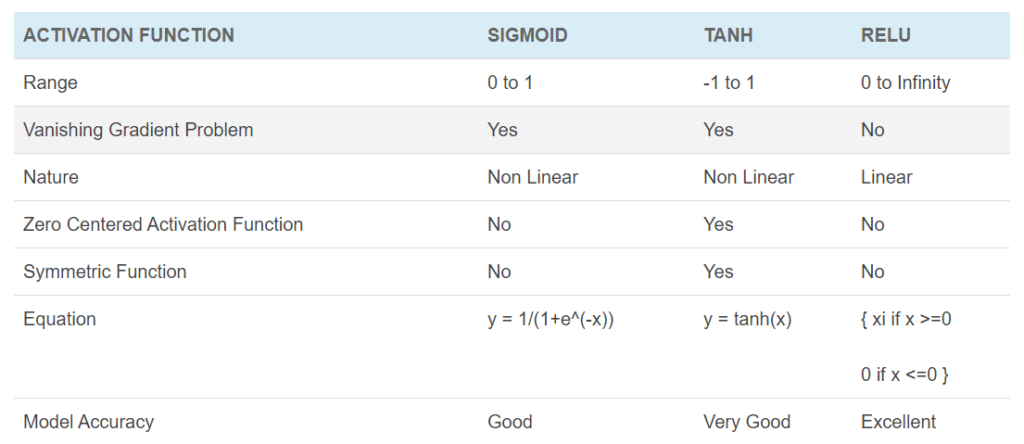 ACTIVATION FUNCTION SIGMOID TANH RELU
Range 0 to 1 -1 to 1 0 to Infinity
Vanishing Gradient Problem Yes Yes No
Nature Non Linear Non Linear Linear
Zero Centered Activation Function No Yes No
Symmetric Function No Yes No
Equation y = 1/(1+e^(-x)) y = tanh(x) { xi if x >=0
0 if x <=0 }
Model Accuracy Good Very Good Excellent